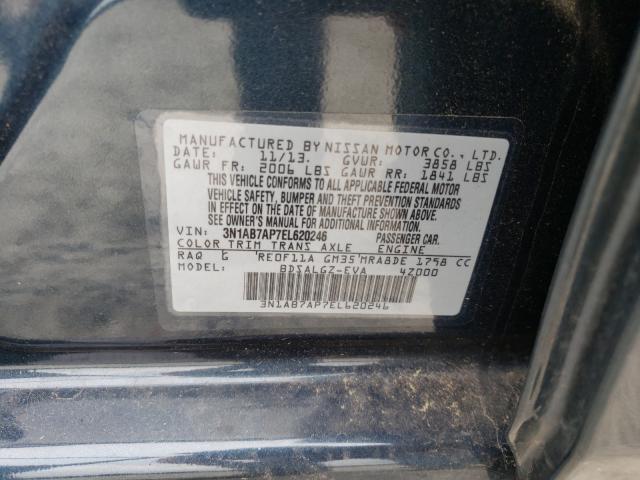 MANUFACTURED BY NISSAN MOTOR CO., LTD.
DATE: 11/13. GVWR: 3858 LBS
GAWR FR: 2006 LBS GAWR RR: 1841 LBS
THIS VEHICLE CONFORMS TO ALL APPLICABLE FEDERAL MOTOR
VEHICLE SAFETY, BUMPER AND THEFT PREVENTION STANDARDS
IN EFFECT ON THE DATE OF MANUFACTURE SHOWN ABOVE.
SEE OWNER'S MANUAL FOR ADDITIONAL INFORMATION.
VIN: 3N1AB7AP7EL620246 PASSENGER CAR.
COLOR TRIM TRANS AXLE ENGINE
RAQ G RE0F11A GM35 MRA8DE 1798 CC
BDSALGZ-EVA 42000
3N1AB7AP7EL620246